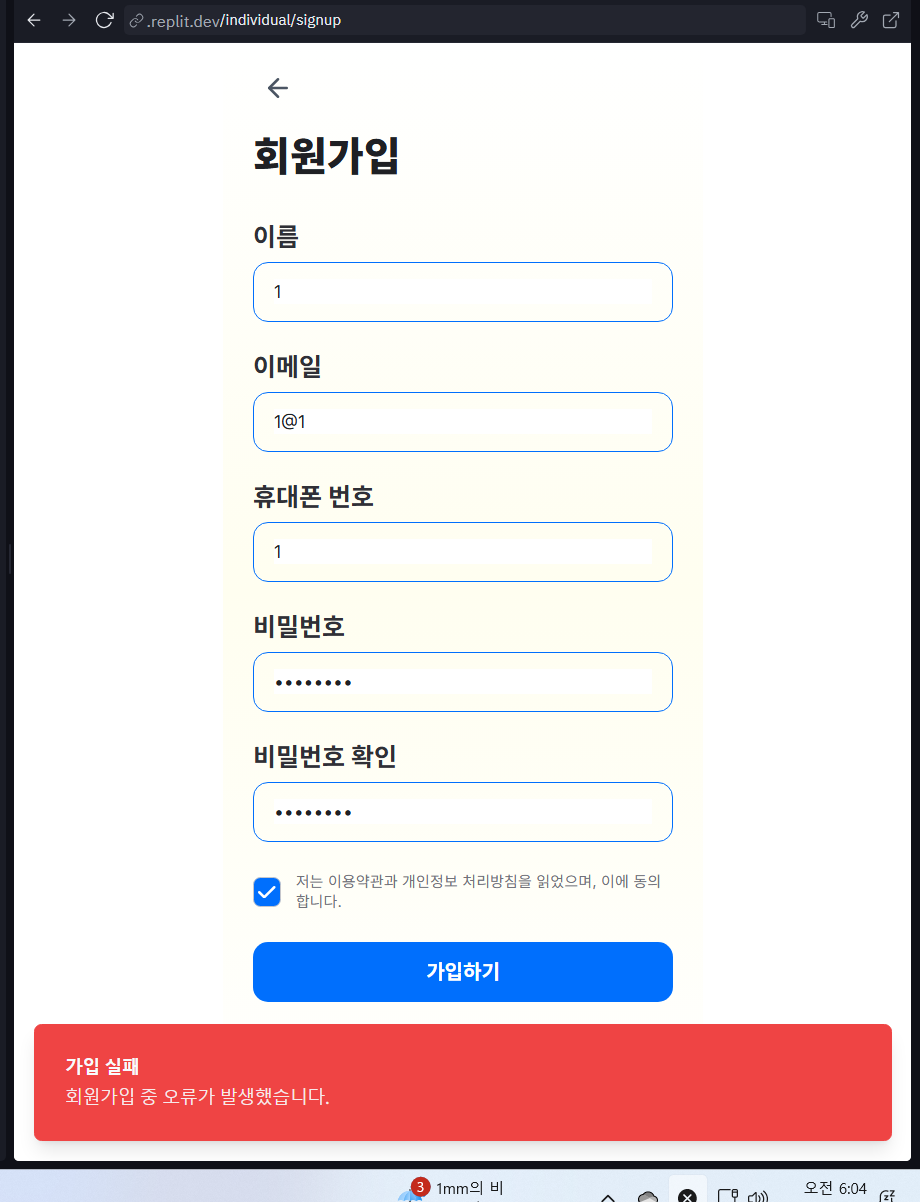 .replit.dev/individual/signup
회원가입
이름
1
이메일
1@1
휴대폰 번호
1
비밀번호
••••••••
비밀번호 확인
••••••••
저는 이용약관과 개인정보 처리방침을 읽었으며, 이에 동의
합니다.
가입하기
가입 실패
회원가입 중 오류가 발생했습니다.
3
1mm의 비
오전 6:04